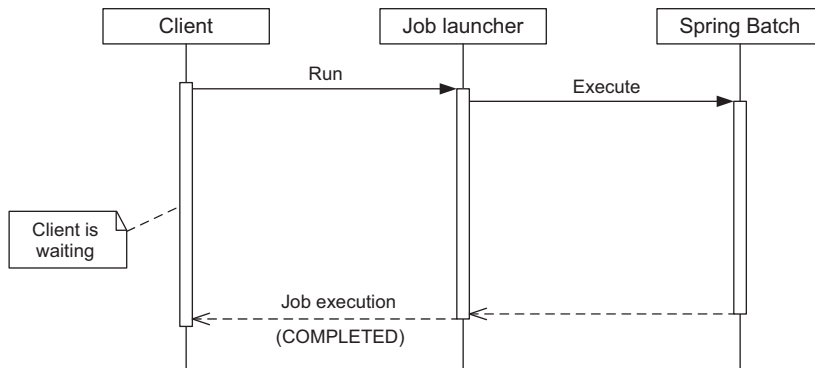 Client
Job launcher
Spring Batch
Run
Execute
Client is
waiting
Job execution
(COMPLETED)